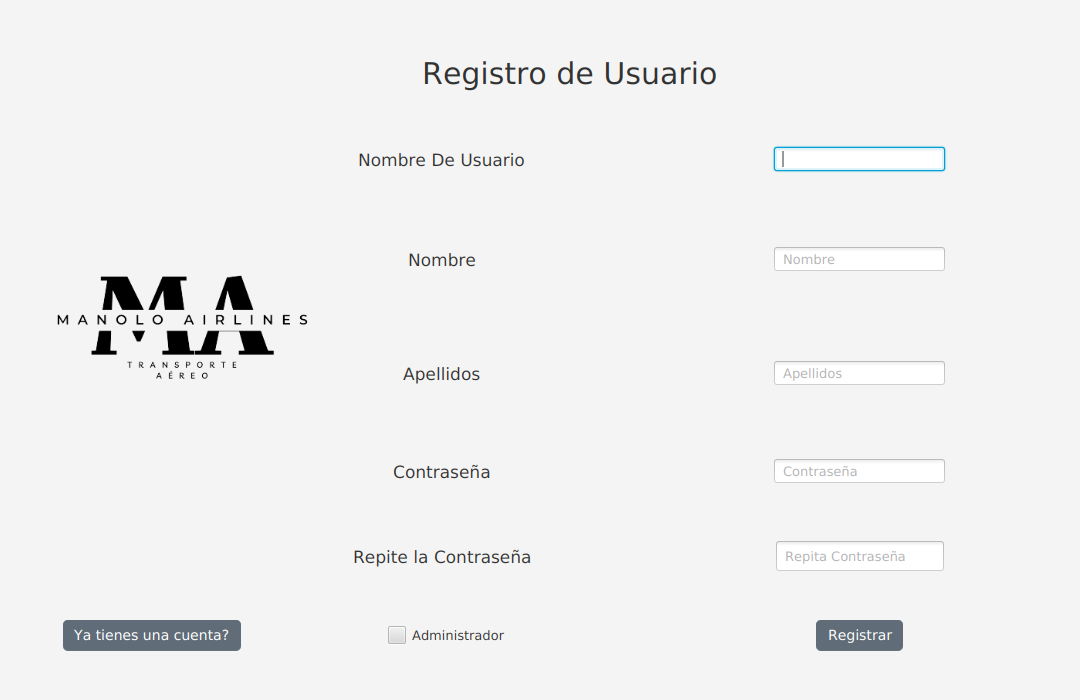 Registro de Usuario
Nombre De Usuario
Nombre
Nombre
MA
MANOLO AIRLINES
TRANSPORTE
AÉREO
Apellidos
Apellidos
Contraseña
Contraseña
Repite la Contraseña
Repita Contraseña
Ya tienes una cuenta?
Administrador
Registrar